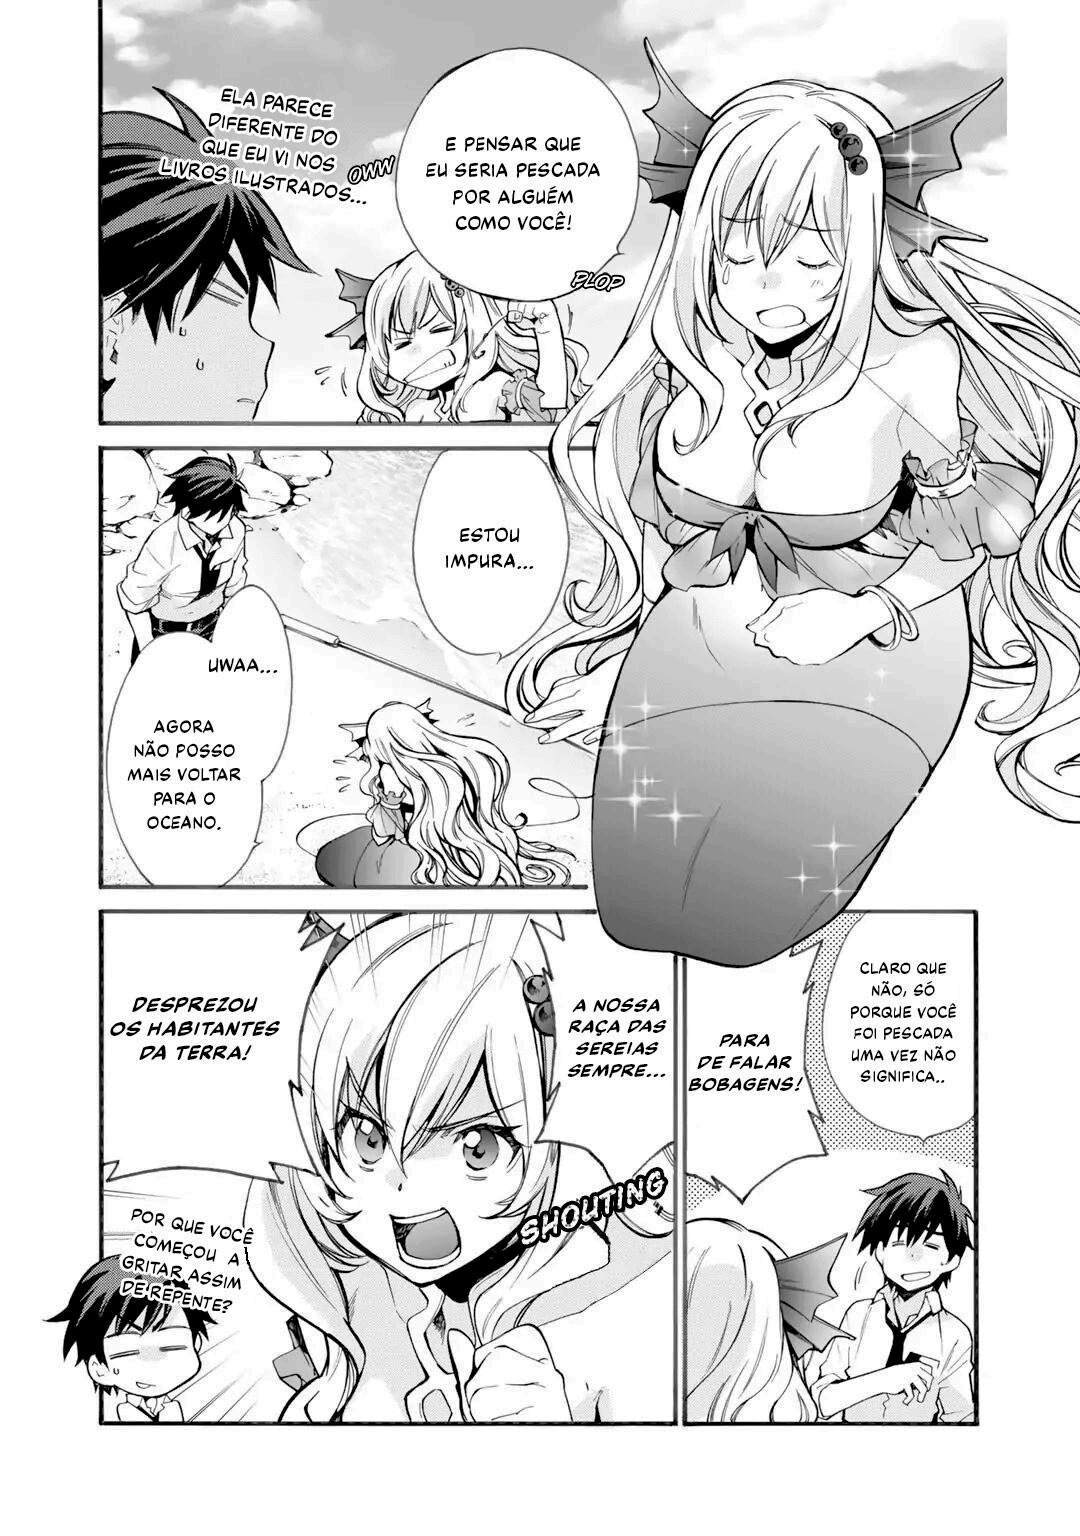 E PENSAR QUE
EU SERIA PESCADA
POR ALGUÉM
COMO VOCÊ!
PLOP
OWW
ELA PARECE
DIFERENTE DO
QUE EU VI NOS
LIVROS ILUSTRADOS...
ESTOU
IMPURA...
UWAA...
AGORA
NÃO POSSO
MAIS VOLTAR
PARA O
OCEANO.
CLARO QUE
NÃO, SÓ
PORQUE VOCÊ
FOI PESCADA
UMA VEZ NÃO
SIGNIFICA..
PARA
DE FALAR
BOBAGENS!
A NOSSA
RAÇA DAS
SEREIAS
SEMPRE...
DESPREZOU
OS HABITANTES
DA TERRA!
SHOUTING
POR QUE VOCÊ
COMEÇOU A
GRITAR ASSIM
DE REPENTE?